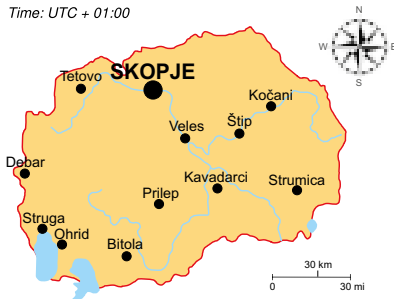 Time: UTC + 01:00
N
W
E
S
SKOPJE
Tetovo
Kočani
Štip
Veles
Debar
Kavadarci
Strumica
Prilep
Struga
Ohrid
Bitola
30 km
0
30 mi